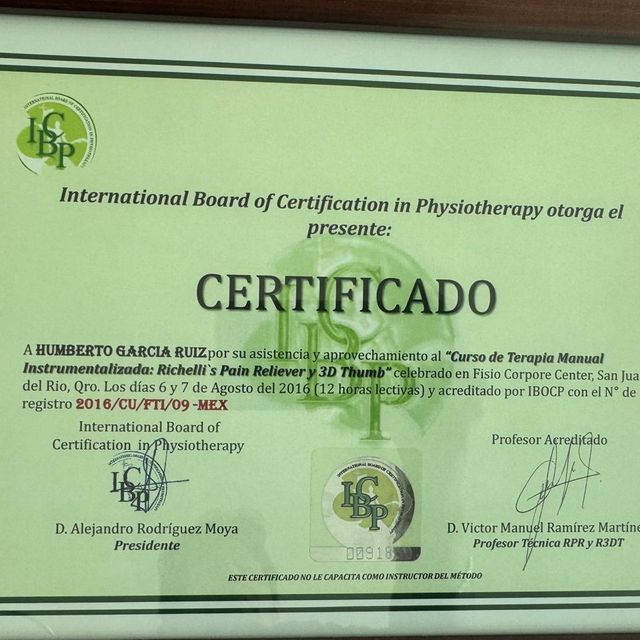 IBCP
International Board of Certification in Physiotherapy otorga el
presente:
CERTIFICADO
A HUMBERTO GARCIA RUIZ por su asistencia y aprovechamiento al "Curso de Terapia Manual
Instrumentalizada: Richelli`s Pain Reliever y 3D Thumb" celebrado en Fisio Corpore Center, San Jua
del Rio, Qro. Los días 6 y 7 de Agosto del 2016 (12 horas lectivas) y acreditado por IBOCP con el N° de
registro 2016/CU/FTI/09 -MEX
International Board of
Certification in Physiotherapy
Profesor Acreditado
IBCP
IBCP
00918
D. Alejandro Rodríguez Moya
Presidente
D. Victor Manuel Ramírez Martíne
Profesor Técnica RPR y R3DT
ESTE CERTIFICADO NO LE CAPACITA COMO INSTRUCTOR DEL MÉTODO